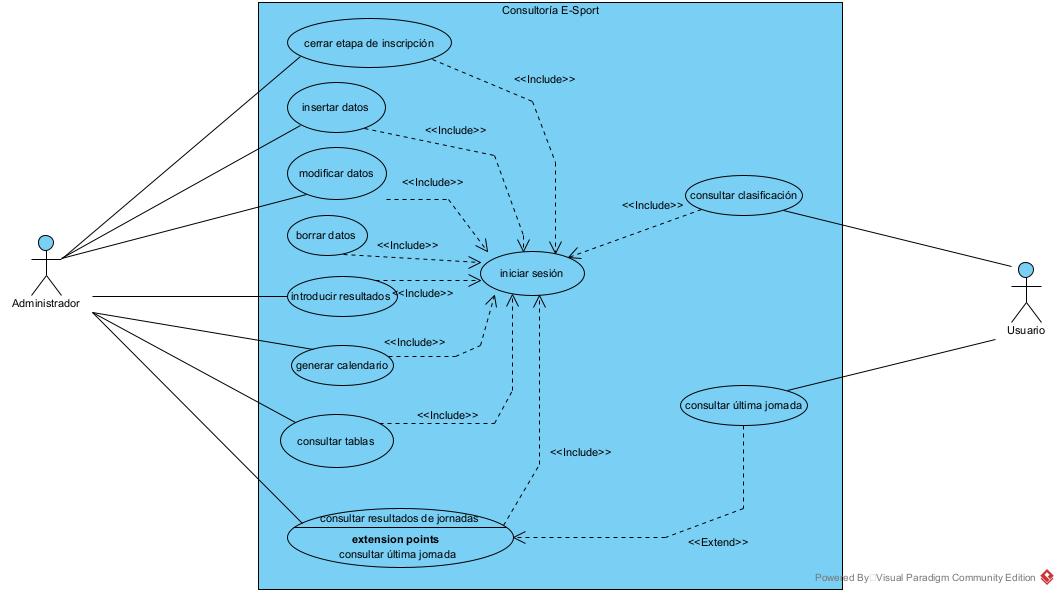 Consultoría E-Sport
cerrar etapa de inscripción
<<Include>>
insertar datos
<<Include>>
modificar datos
<<Include>>
consultar clasificación
<<Include>>
borrar datos
<<Include>>
iniciar sesión
introducir resultados
<<Include>>
Administrador
Usuario
<<Include>>
generar calendario
consultar última jornada
<<Include>>
consultar tablas
<<Include>>
consultar resultados de jornadas
extension points
consultar última jornada
<<Extend>>
Powered By Visual Paradigm Community Edition